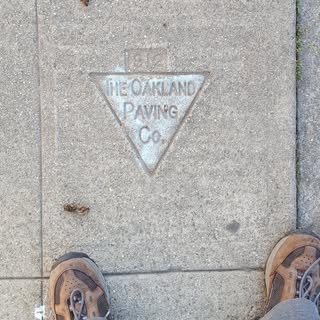 THE OAKLAND
PAVING
CO.